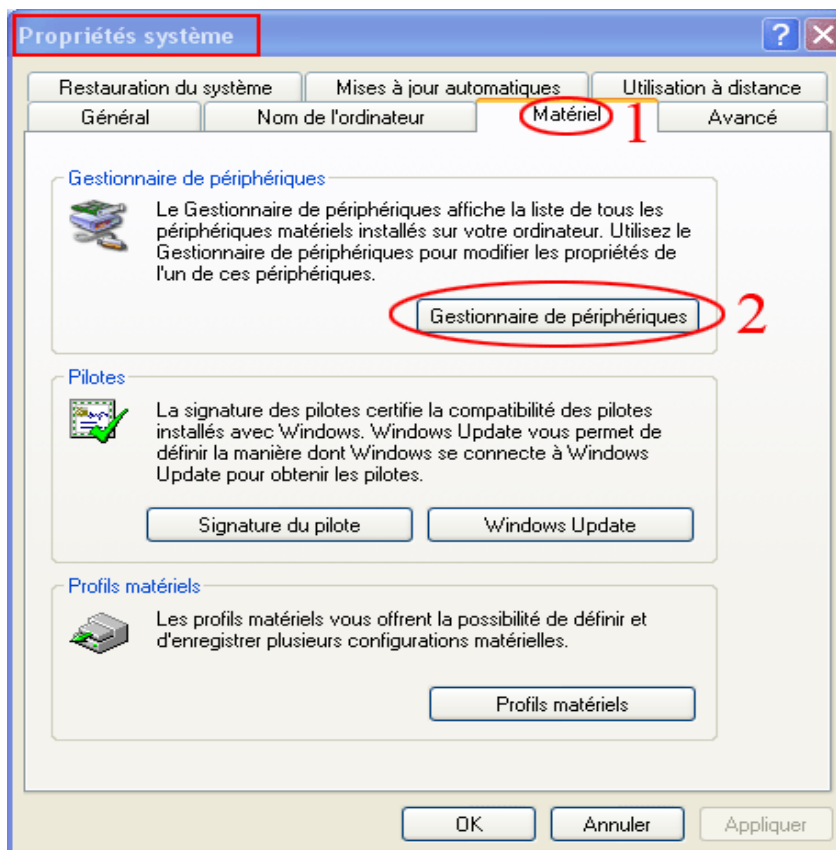 Propriétés système
Restauration du système Mises à jour automatiques Utilisation à distance
Général Nom de l'ordinateur Matériel 1 Avancé
Gestionnaire de périphériques
Le Gestionnaire de périphériques affiche la liste de tous les
périphériques matériels installés sur votre ordinateur. Utilisez le
Gestionnaire de périphériques pour modifier les propriétés de
l'un de ces périphériques.
Gestionnaire de périphériques 2
Pilotes
La signature des pilotes certifie la compatibilité des pilotes
installés avec Windows. Windows Update vous permet de
définir la manière dont Windows se connecte à Windows
Update pour obtenir les pilotes.
Signature du pilote Windows Update
Profils matériels
Les profils matériels vous offrent la possibilité de définir et
d'enregistrer plusieurs configurations matérielles.
Profils matériels
OK Annuler Appliquer